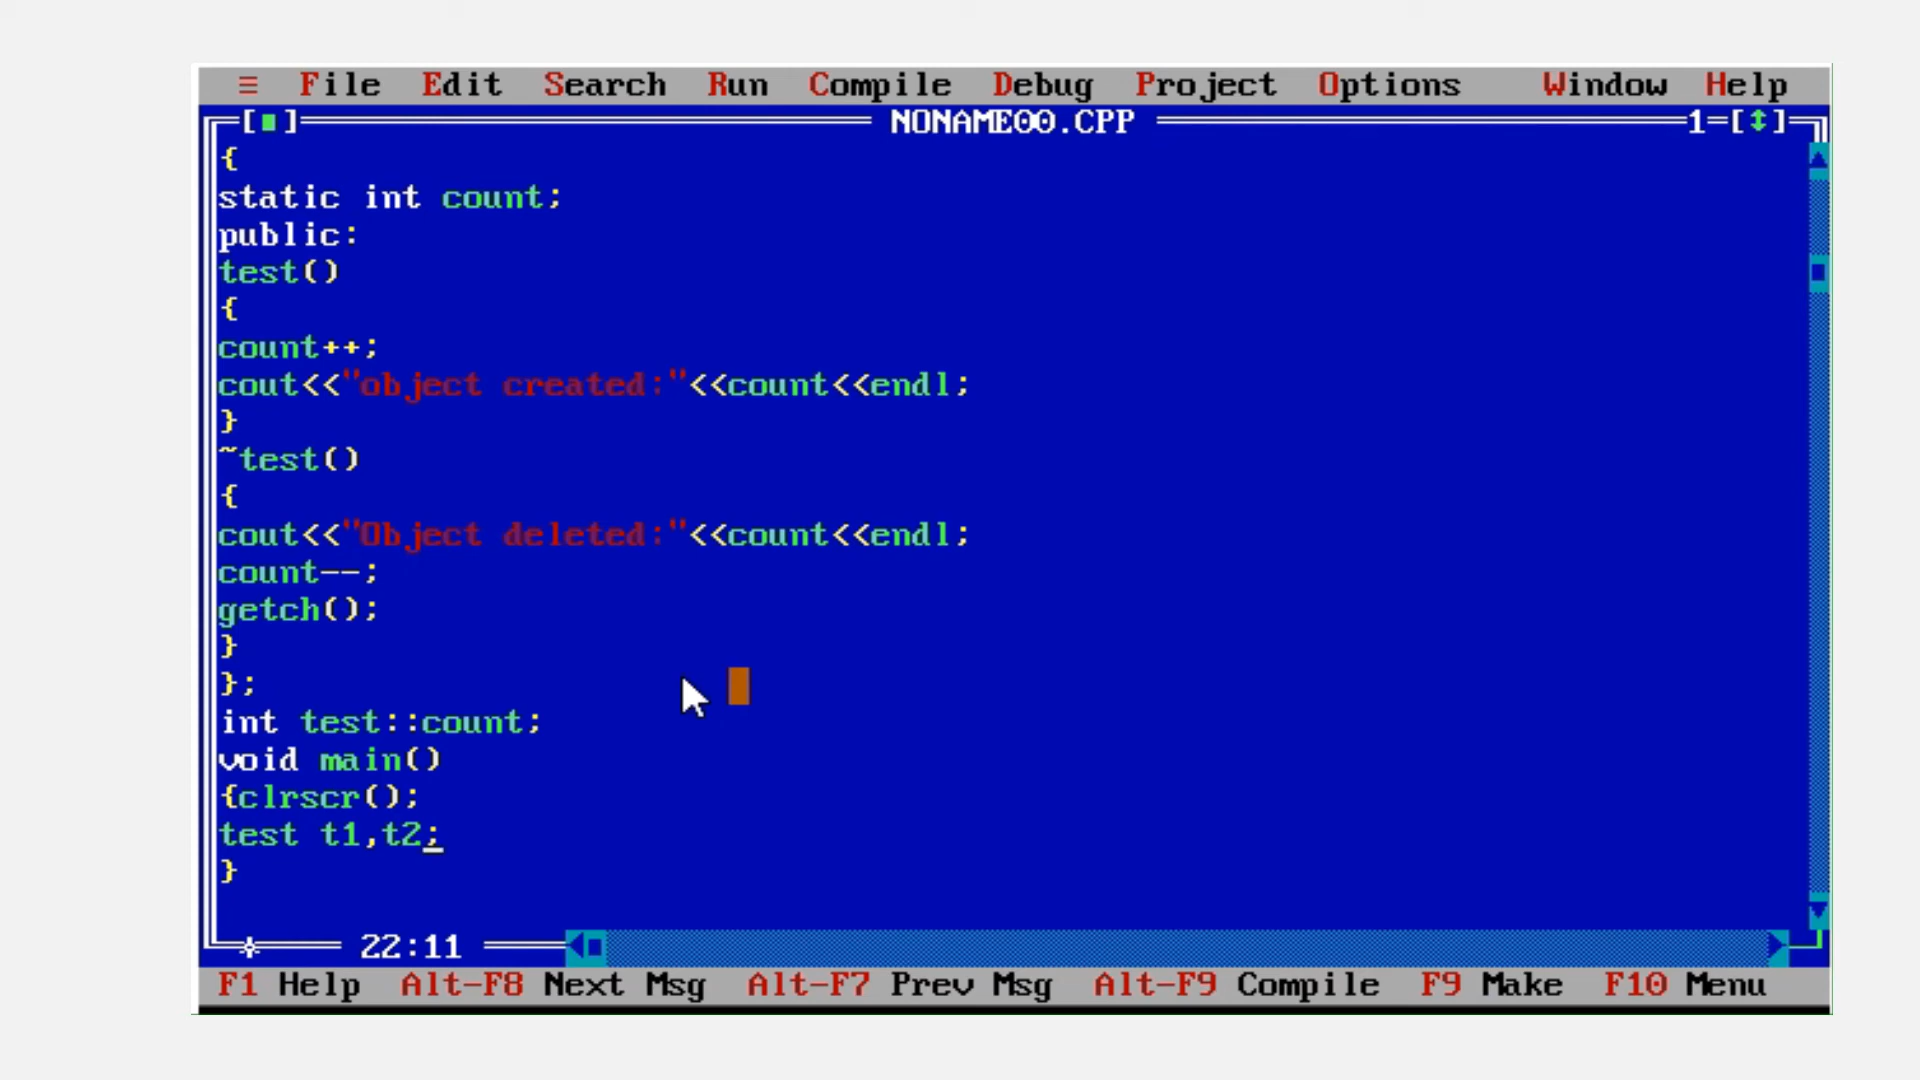 ≡ File Edit Search Run Compile Debug Project Options Window Help
[■] NONAME00.CPP 1=[↕]
{
static int count;
public:
test()
{
count++;
cout<<"object created:"<<count<<endl;
}
~test()
{
cout<<"Object deleted:"<<count<<endl;
count--;
getch();
}
};
int test::count;
void main()
{clrscr();
test t1,t2;
}
22:11
F1 Help Alt-F8 Next Msg Alt-F7 Prev Msg Alt-F9 Compile F9 Make F10 Menu